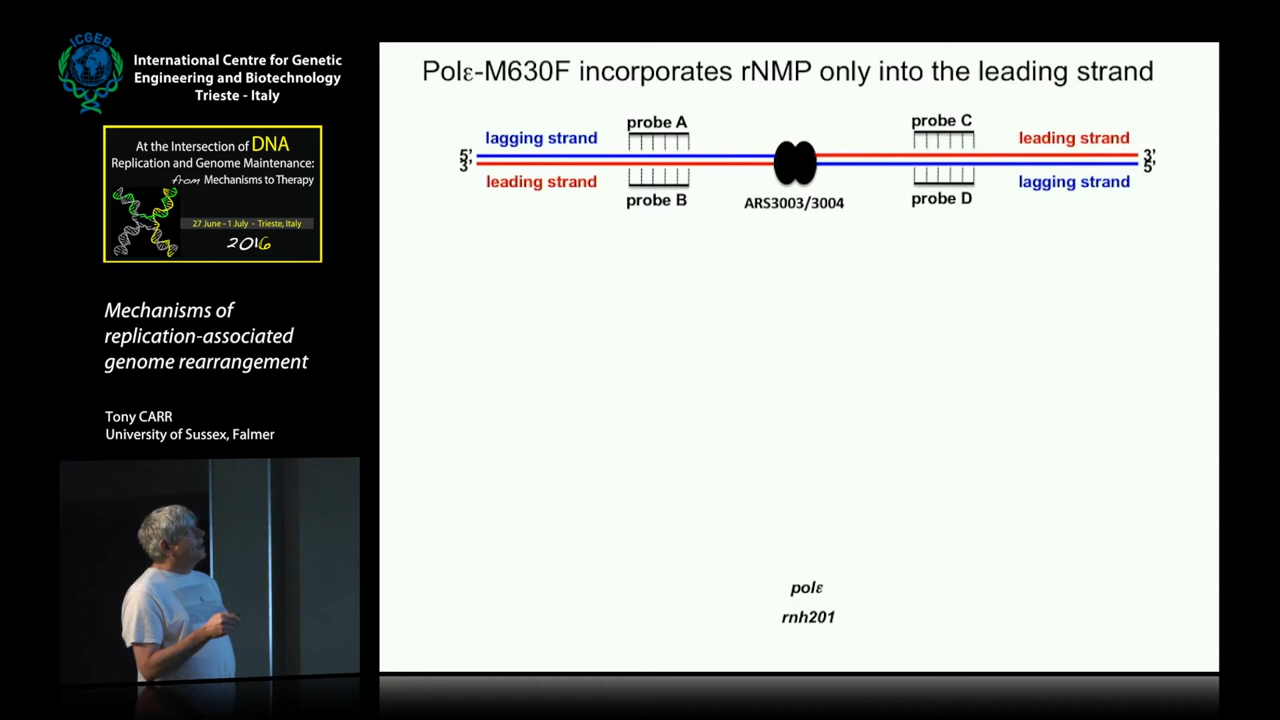 ICGEB
International Centre for Genetic
Engineering and Biotechnology
Trieste - Italy
At the Intersection of DNA
Replication and Genome Maintenance:
from Mechanisms to Therapy
27 June - 1 July - Trieste, Italy
2016
Mechanisms of
replication-associated
genome rearrangement
Tony CARR
University of Sussex, Falmer
Polε-M630F incorporates rNMP only into the leading strand
probe A
probe C
lagging strand
leading strand
5'
3'
3'
5'
leading strand
lagging strand
probe B
ARS3003/3004
probe D
polε
rnh201